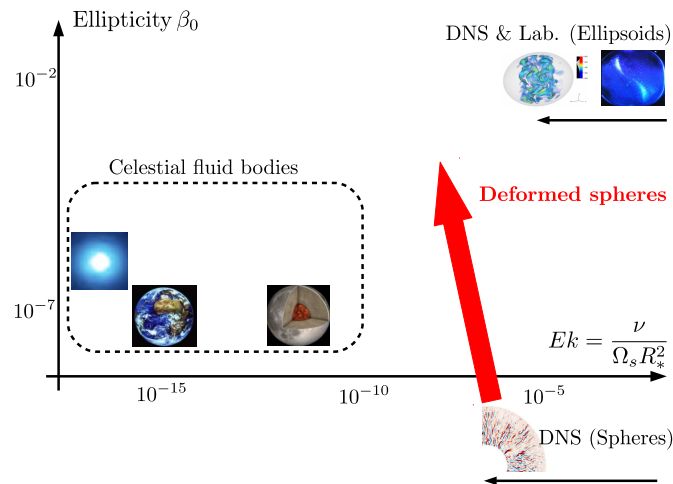 Ellipticity β₀
10⁻²
10⁻⁷
DNS & Lab. (Ellipsoids)
Celestial fluid bodies
Deformed spheres
Ek = ν / Ω_s R_*²
10⁻¹⁵
10⁻¹⁰
10⁻⁵
DNS (Spheres)